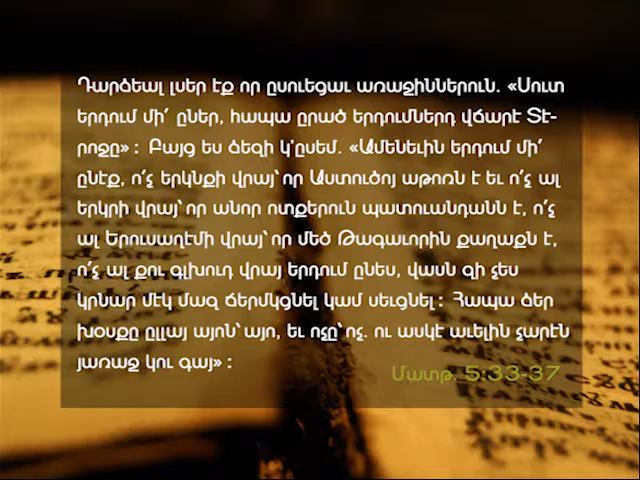 Դարձեալ լսեր էք որ ըսուեցաւ առաջիններուն. «Սուտ
երդում մի՛ ըներ, հապա ըրած երդումներդ վճարէ Տէ-
րոջը» : Բայց ես ձեզի կ'ըսեմ. «Ամենեւին երդում մի՛
ընէք, ո՛չ երկնքի վրայ՝ որ Աստուծոյ աթոռն է եւ ո՛չ ալ
երկրի վրայ՝ որ անոր ոտքերուն պատուանդանն է, ո՛չ
ալ Երուսաղէմի վրայ՝ որ մեծ Թագաւորին քաղաքն է,
ո՛չ ալ քու գլխուդ վրայ երդում ընես, վասն զի չես
կրնար մէկ մազ ճերմկցնել կամ սեւցնել : Հապա ձեր
խօսքը ըլլայ այոն՝ այո, եւ ոչը՝ ոչ. ու ասկէ աւելին չարէն
յառաջ կու գայ» :
Մատթ. 5:33-37